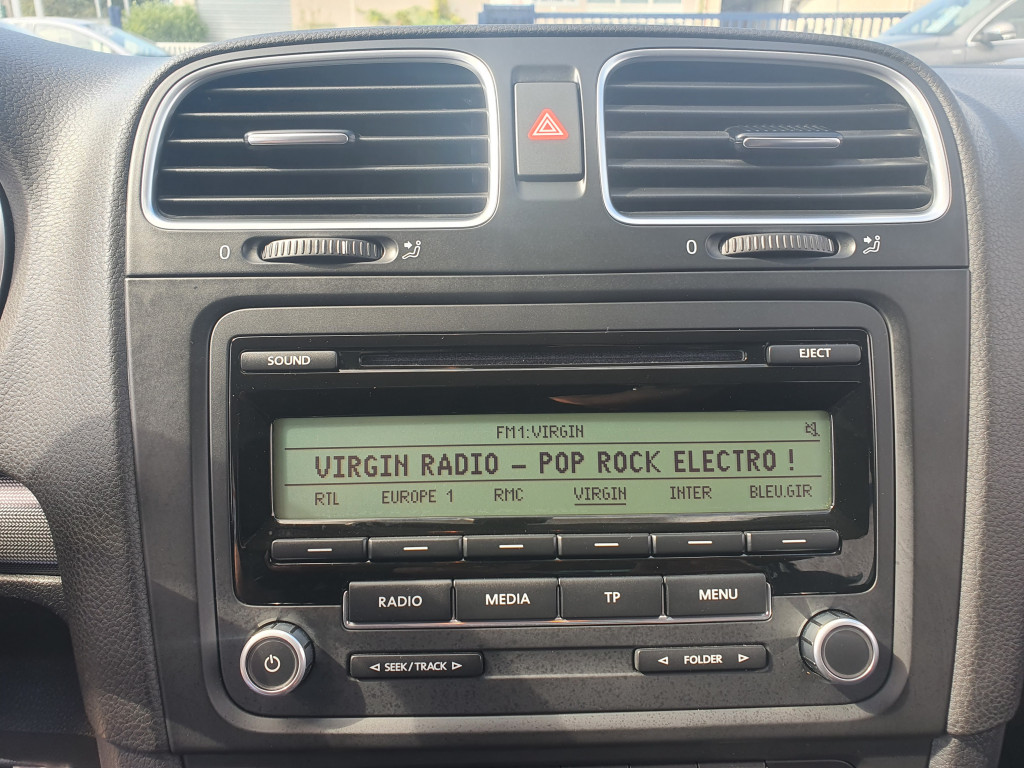 0 0
SOUND EJECT
FM1:VIRGIN
VIRGIN RADIO - POP ROCK ELECTRO !
RTL EUROPE 1 RMC VIRGIN INTER BLEU.GIR
RADIO MEDIA TP MENU
SEEK/TRACK FOLDER